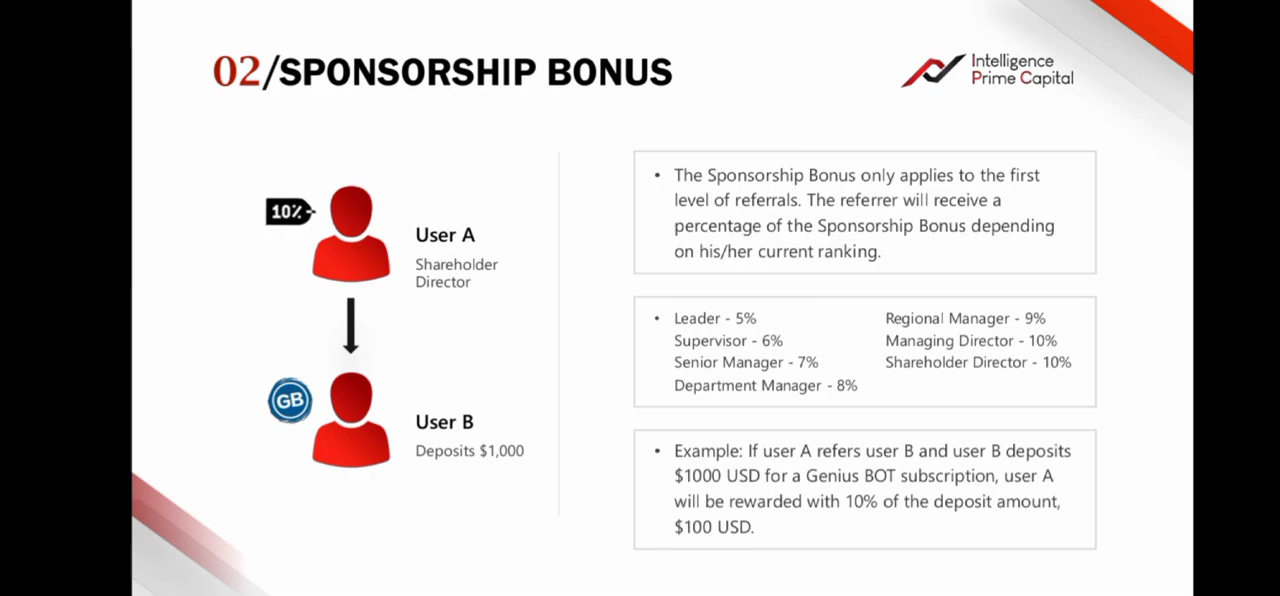 02/SPONSORSHIP BONUS
Intelligence
Prime Capital
10%
User A
Shareholder
Director
GB
User B
Deposits $1,000
• The Sponsorship Bonus only applies to the first
level of referrals. The referrer will receive a
percentage of the Sponsorship Bonus depending
on his/her current ranking.
• Leader - 5%
Supervisor - 6%
Senior Manager - 7%
Department Manager - 8%
Regional Manager - 9%
Managing Director - 10%
Shareholder Director - 10%
• Example: If user A refers user B and user B deposits
$1000 USD for a Genius BOT subscription, user A
will be rewarded with 10% of the deposit amount,
$100 USD.